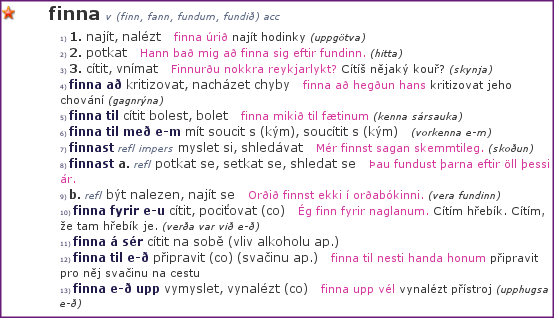 finna v (finn, fann, fundum, fundið) acc
1) 1. najít, nalézt finna úrið najít hodinky (uppgötva)
2) 2. potkat Hann bað mig að finna sig eftir fundinn. (hitta)
3) 3. cítit, vnímat Finnurðu nokkra reykjarlykt? Cítíš nějaký kouř? (skynja)
4) finna að kritizovat, nacházet chyby finna að hegðun hans kritizovat jeho
chování (gagnrýna)
5) finna til cítit bolest, bolet finna mikið til fætinum (kenna sársauka)
6) finna til með e-m mít soucit s (kým), soucítit s (kým) (vorkenna e-m)
7) finnast refl impers myslet si, shledávat Mér finnst sagan skemmtileg. (skoðun)
8) finnast a. refl potkat se, setkat se, shledat se Þau fundust þarna eftir öll þessi
ár.
9) b. refl být nalezen, najít se Orðið finnst ekki í orðabókinni. (vera fundinn)
10) finna fyrir e-u cítit, pociťovat (co) Ég finn fyrir naglanum. Cítím hřebík. Cítím,
že tam hřebík je. (verða var við e-ð)
11) finna á sér cítit na sobě (vliv alkoholu ap.)
12) finna til e-ð připravit (co) (svačinu ap.) finna til nesti handa honum připravit
pro něj svačinu na cestu
13) finna e-ð upp vymyslet, vynalézt (co) finna upp vél vynalézt přístroj (upphugsa
e-ð)